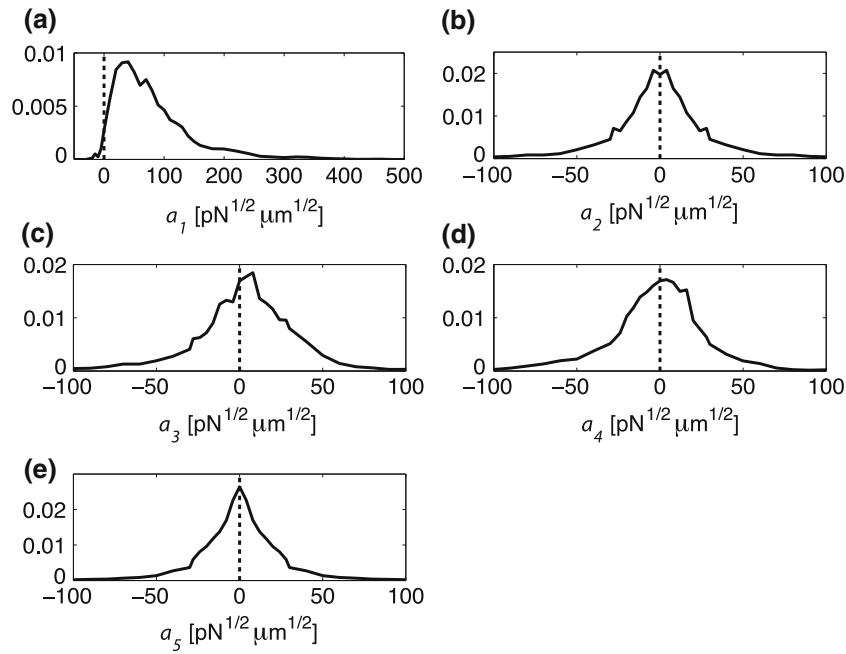 (a)
0.01
0.005
0
0 100 200 300 400 500
a1 [pN1/2 μm1/2]
(b)
0.02
0.01
0
−100 −50 0 50 100
a2 [pN1/2 μm1/2]
(c)
0.02
0.01
0
−100 −50 0 50 100
a3 [pN1/2 μm1/2]
(d)
0.02
0.01
0
−100 −50 0 50 100
a4 [pN1/2 μm1/2]
(e)
0.02
0.01
0
−100 −50 0 50 100
a5 [pN1/2 μm1/2]